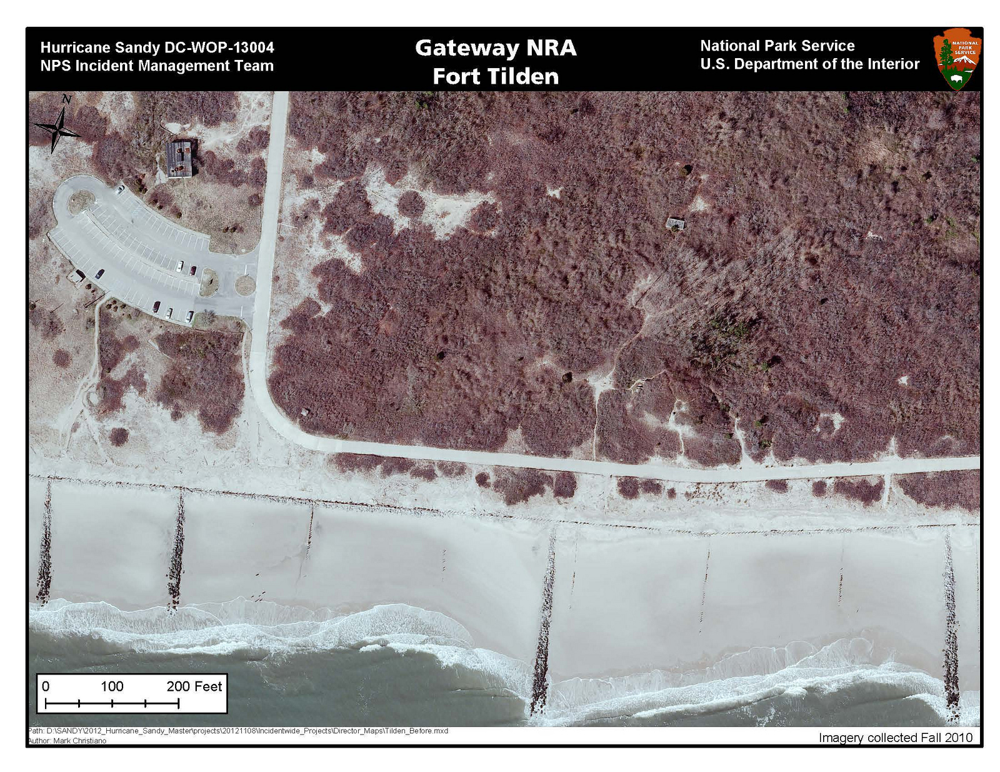 Hurricane Sandy DC-WOP-13004
NPS Incident Management Team
Gateway NRA
Fort Tilden
National Park Service
U.S. Department of the Interior
NATIONAL
PARK
SERVICE
N
0 100 200 Feet
Path: D:\SANDY\2012_Hurricane_Sandy_Master\projects\20121108\Incidentwide_Projects\Director_Maps\Tilden_Before.mxd
Author: Mark Christiano
Imagery collected Fall 2010